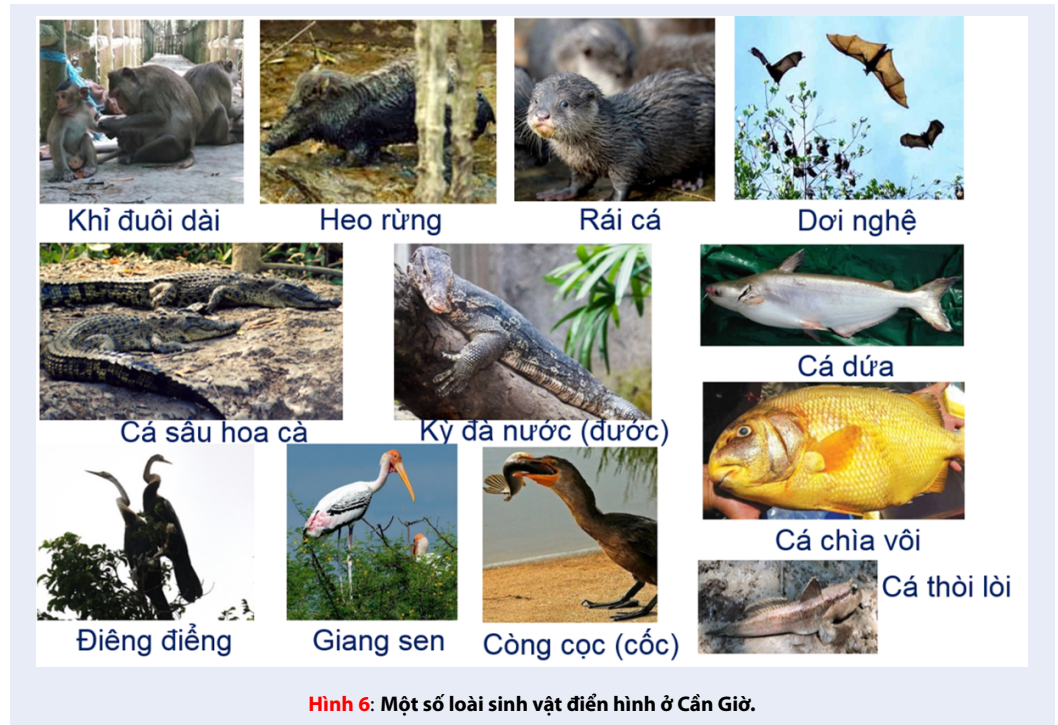 Khỉ đuôi dài
Heo rừng
Rái cá
Dơi nghệ
Cá sấu hoa cà
Kỳ đà nước (đước)
Cá dứa
Cá chìa vôi
Cá thòi lòi
Điêng điểng
Giang sen
Còng cọc (cốc)
Hình 6: Một số loài sinh vật điển hình ở Cần Giờ.